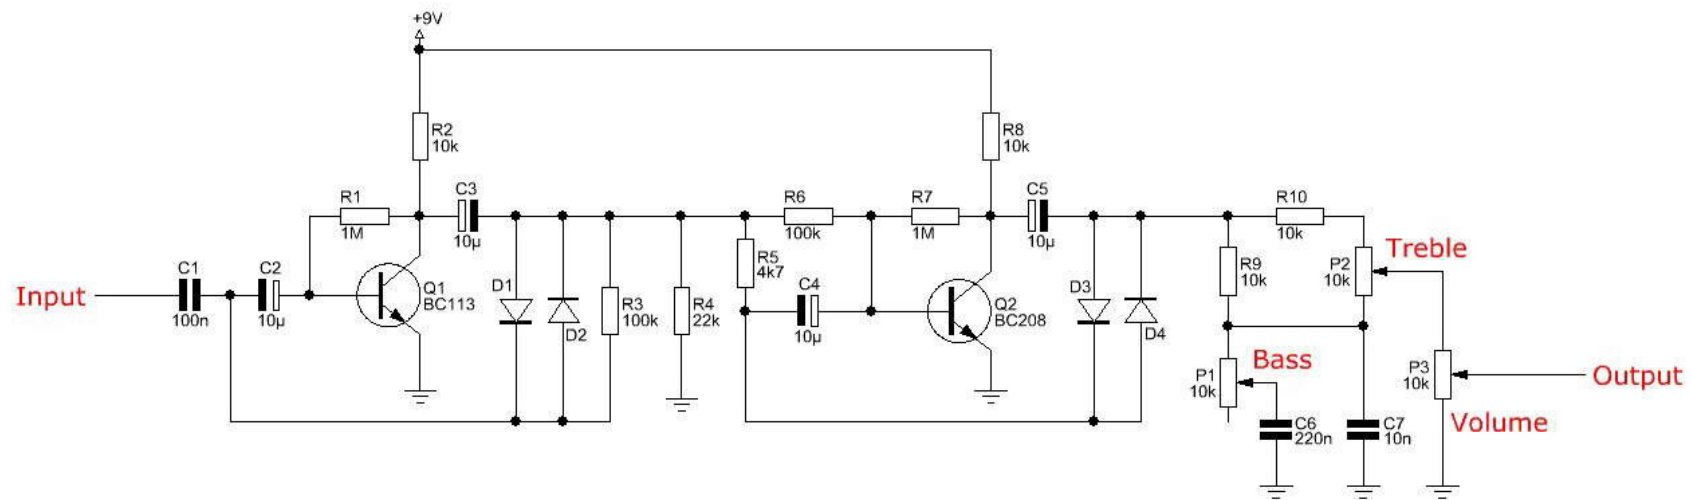 +9V
R2
10k
R8
10k
R1
1M
C3
10µ
R6
100k
R7
1M
C5
10µ
R10
10k
Input
C1
100n
C2
10µ
Q1
BC113
D1
D2
R3
100k
R4
22k
R5
4k7
C4
10µ
Q2
BC208
D3
D4
R9
10k
P2
10k
Treble
Bass
P1
10k
C6
220n
C7
10n
P3
10k
Volume
Output